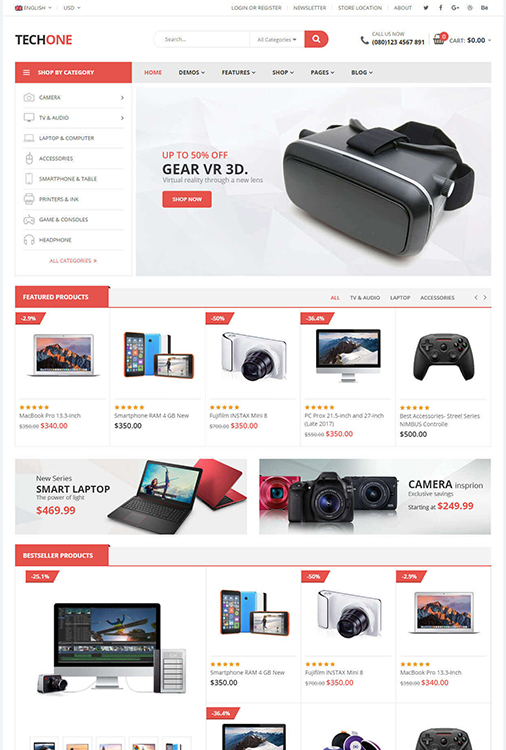 ENGLISH USD LOGIN OR REGISTER NEWSLETTER STORE LOCATION ABOUT
TECHONE
Search... All Categories
CALL US NOW
(080)123 4567 891
0
CART: $0.00
SHOP BY CATEGORY
HOME DEMOS FEATURES SHOP PAGES BLOG
CAMERA
TV & AUDIO
LAPTOP & COMPUTER
ACCESSORIES
SMARTPHONE & TABLE
PRINTERS & INK
GAME & CONSOLES
HEADPHONE
ALL CATEGORIES
UP TO 50% OFF
GEAR VR 3D.
Virtual reality through a new lens
SHOP NOW
FEATURED PRODUCTS
ALL TV & AUDIO LAPTOP ACCESSORIES
-2.9%
MacBook Pro 13.3-inch
$350.00 $340.00
Smartphone RAM 4 GB New
$350.00
-50%
Fujifilm INSTAX Mini 8
$700.00 $350.00
-36.4%
PC Prox 21.5-inch and 27-inch
(Late 2017)
$550.00 $350.00
Best Accessories- Streel Series
NIMBUS Controlle
$500.00
New Series
SMART LAPTOP
The power of light
$469.99
CAMERA insprion
Exclusive savings
Starting at $249.99
BESTSELLER PRODUCTS
-25.1%
Smartphone RAM 4 GB New
$350.00
-50%
Fujifilm INSTAX Mini 8
$700.00 $350.00
-2.9%
MacBook Pro 13.3-inch
$350.00 $340.00
-36.4%